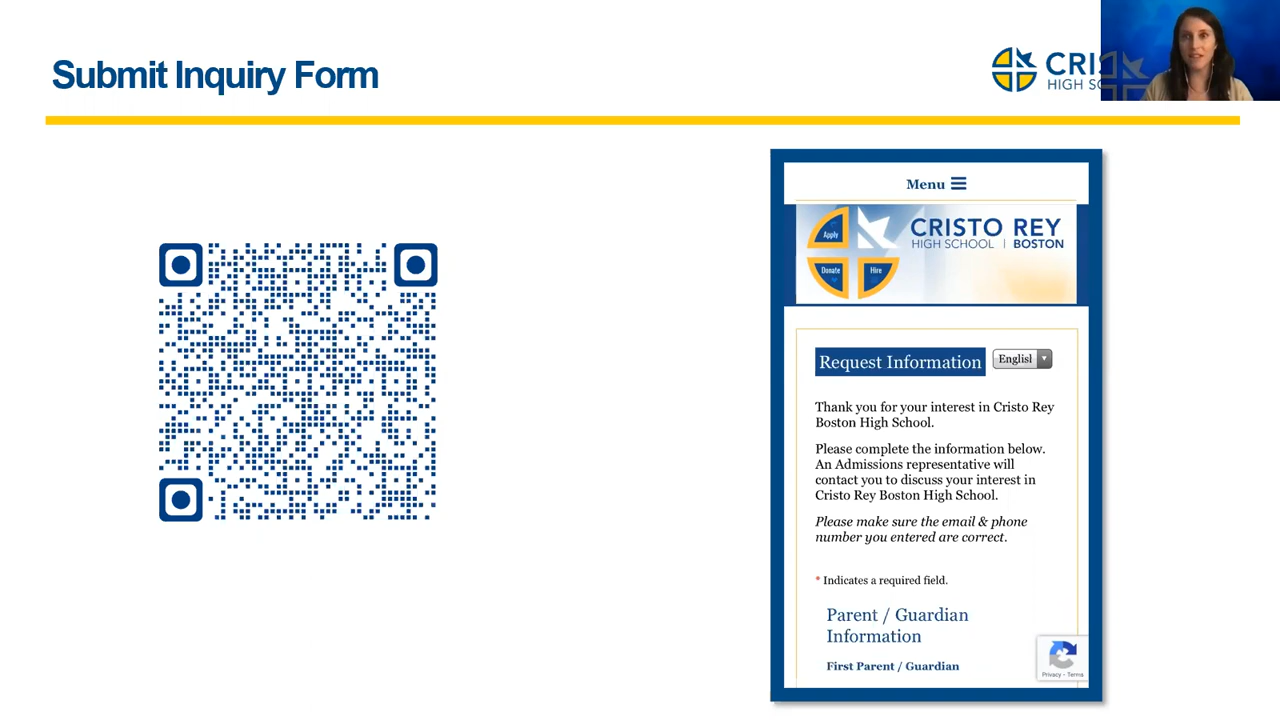 Submit Inquiry Form
CRI
HIGH SC
Menu
Apply
Donate
Hire
CRISTO REY
HIGH SCHOOL | BOSTON
Request Information
Englisl
Thank you for your interest in Cristo Rey
Boston High School.
Please complete the information below.
An Admissions representative will
contact you to discuss your interest in
Cristo Rey Boston High School.
Please make sure the email & phone
number you entered are correct.
* Indicates a required field.
Parent / Guardian
Information
First Parent / Guardian
Privacy - Terms